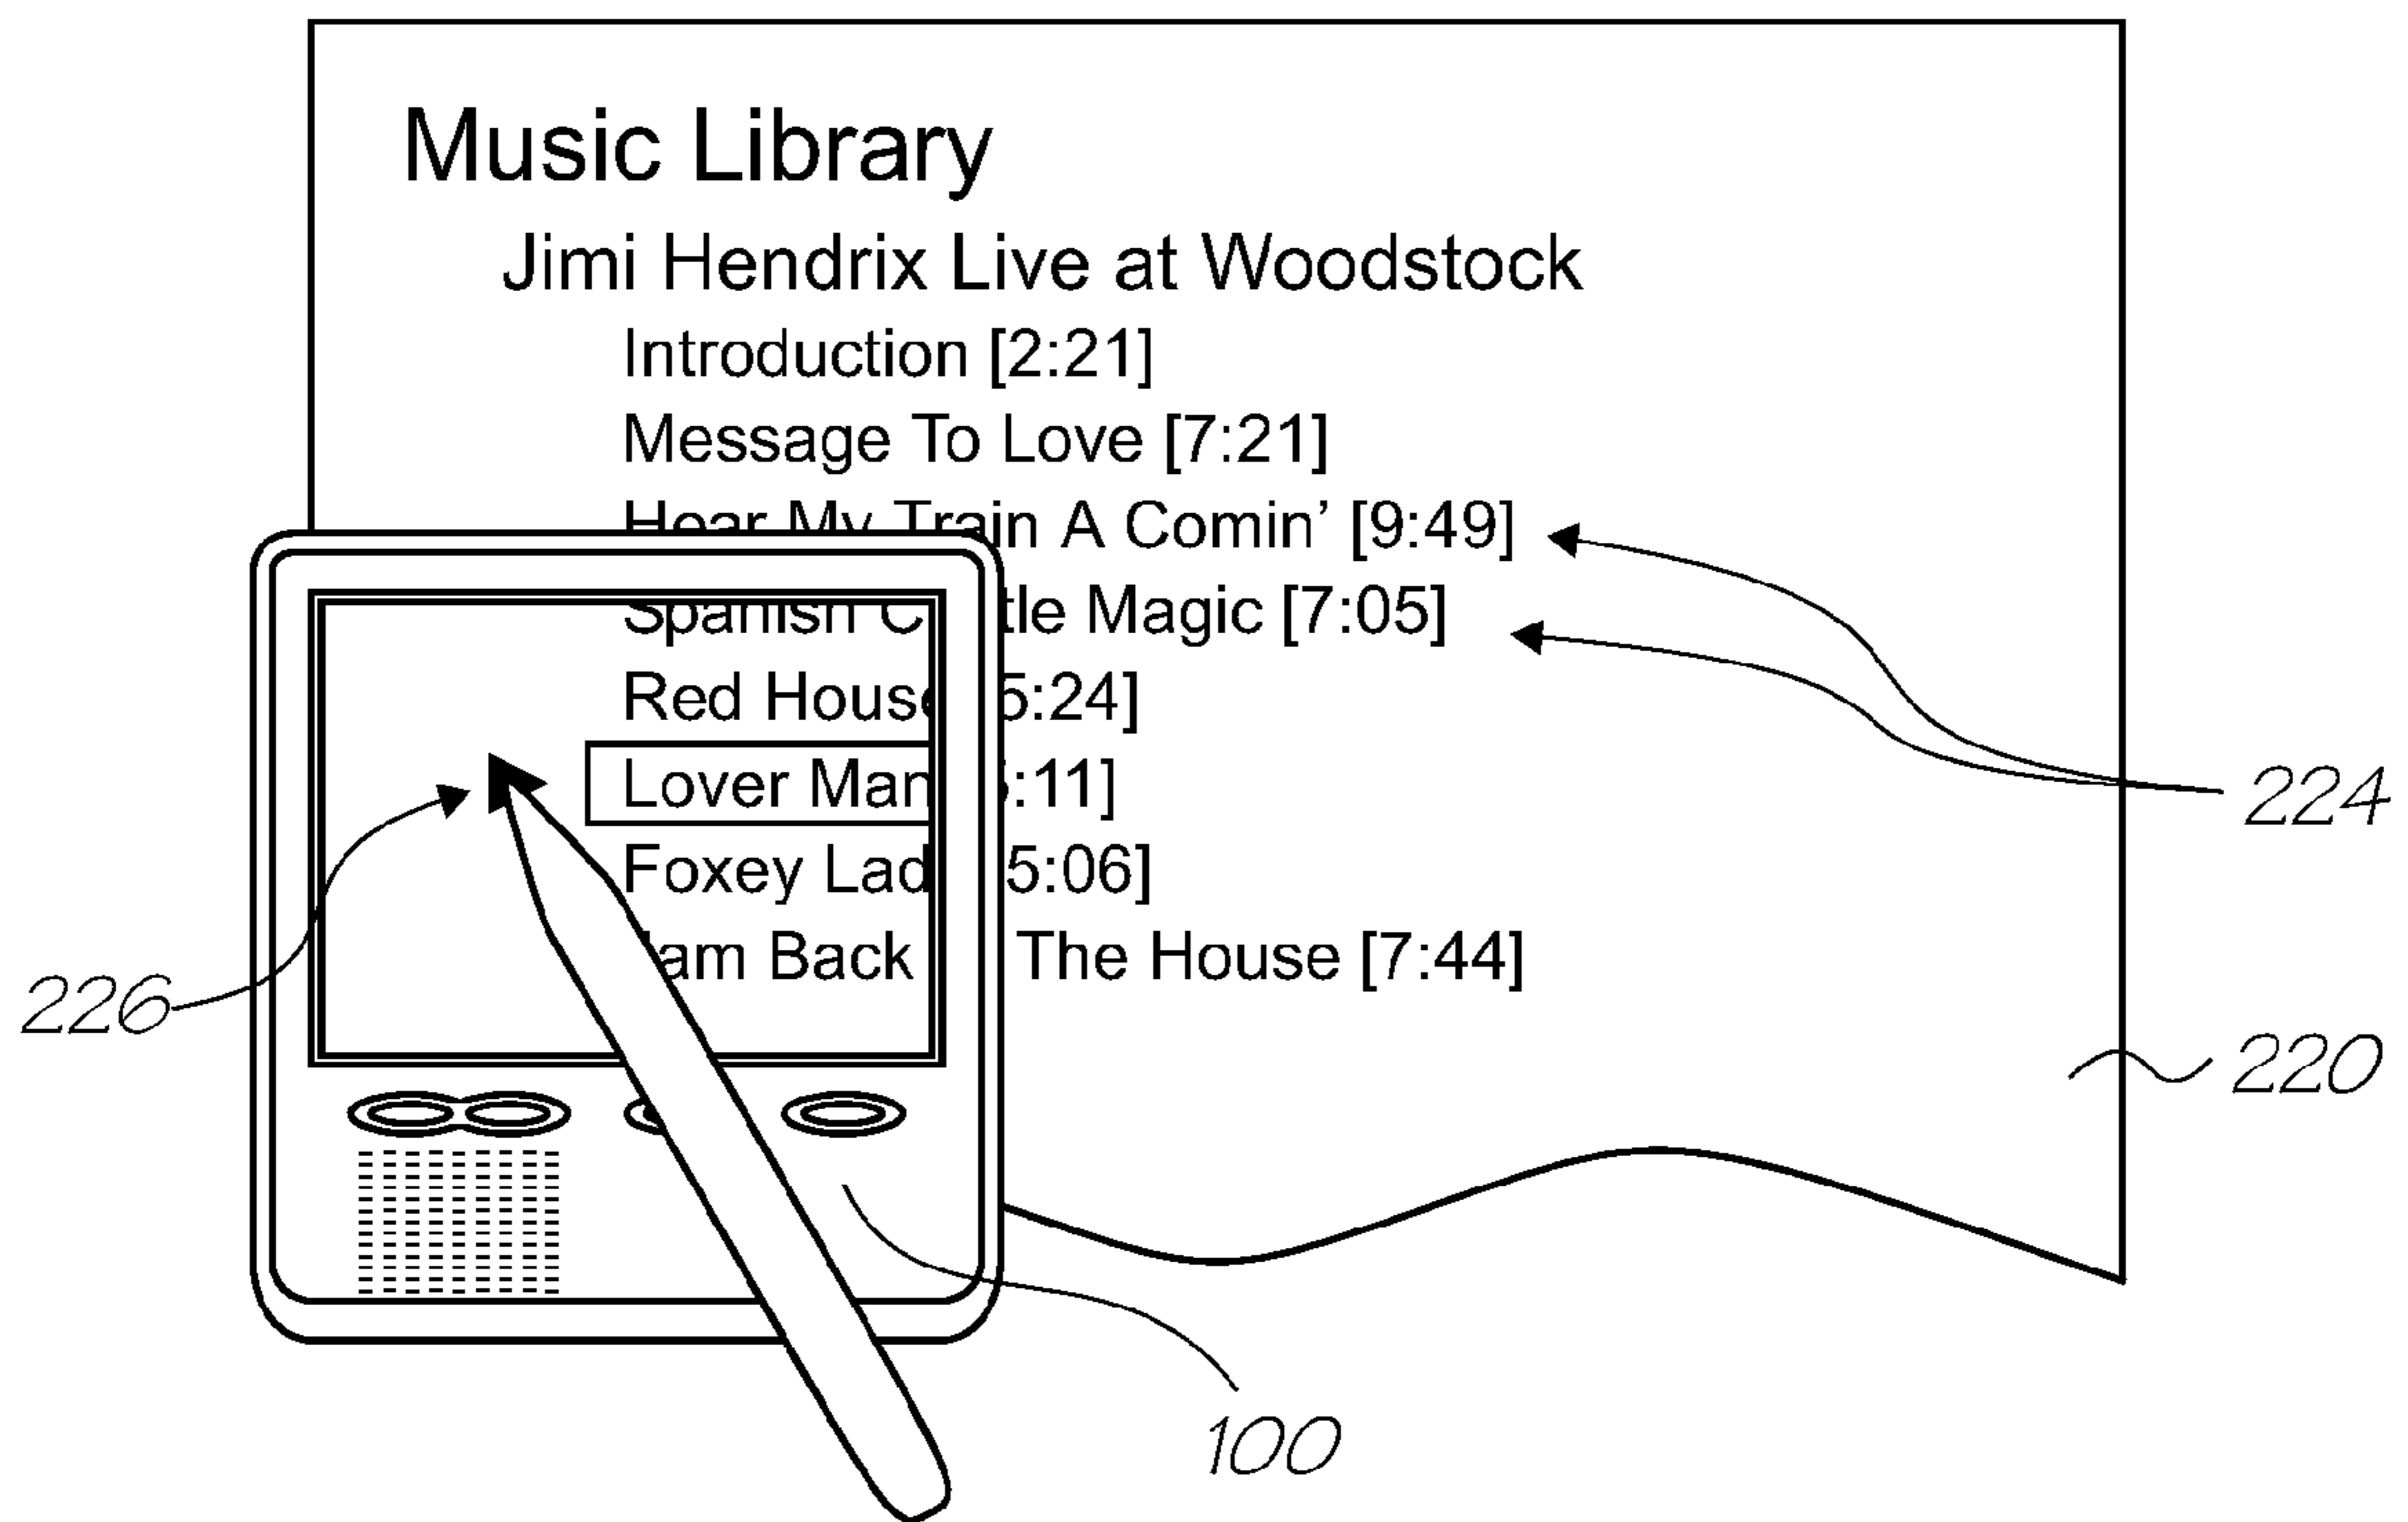 Music Library
Jimi Hendrix Live at Woodstock
Introduction [2:21]
Message To Love [7:21]
Hear My Train A Comin’ [9:49]
Spanish C tle Magic [7:05]
Red House 5:24]
Lover Man :11]
Foxey Lad 5:06]
Jam Back The House [7:44]
224
226
220
100